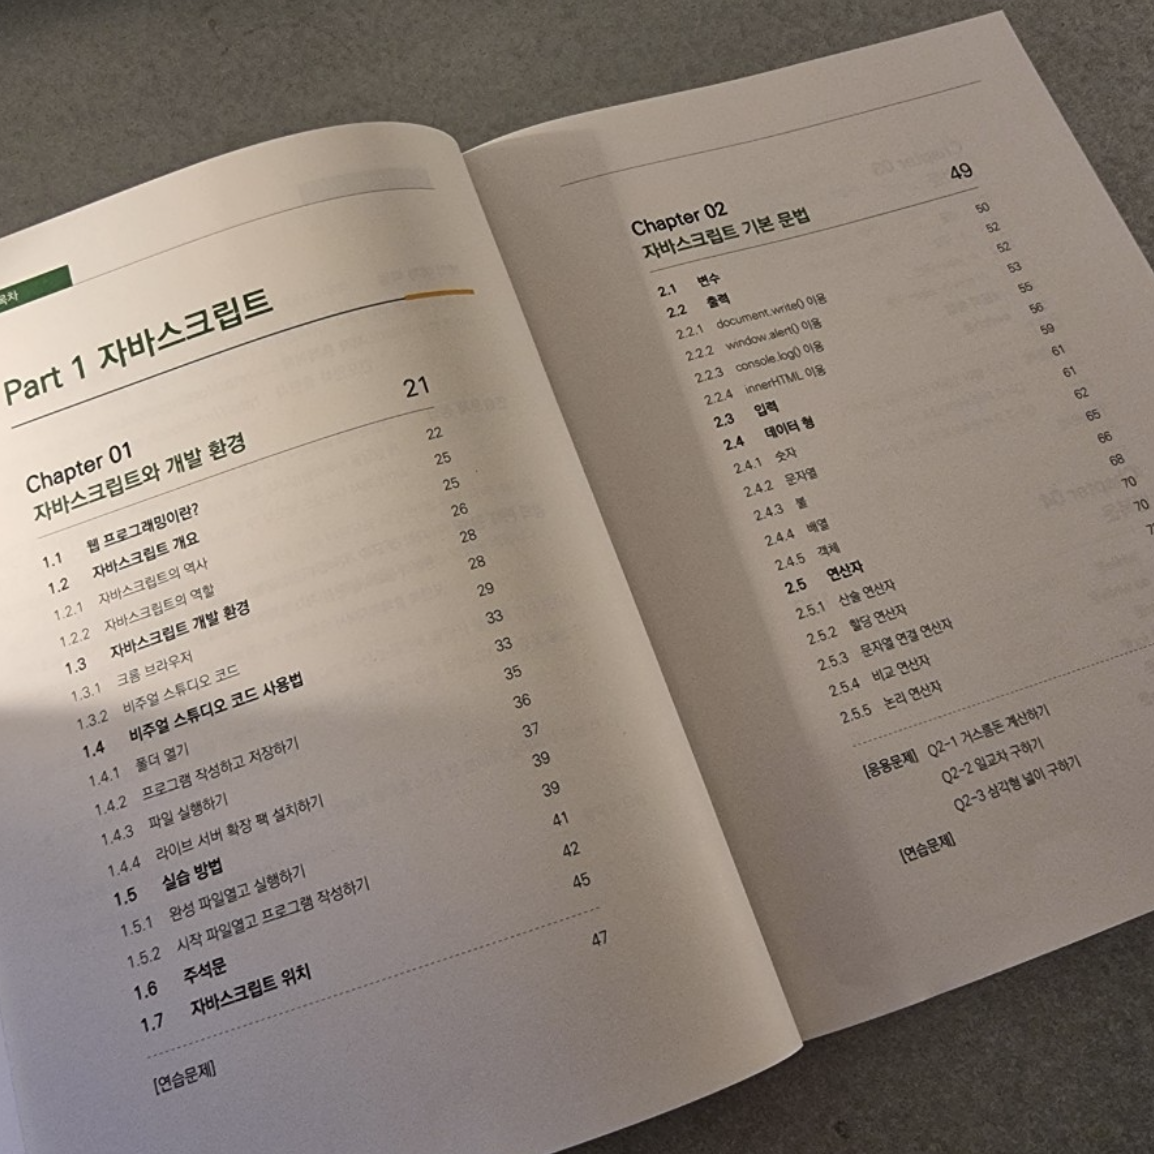 목차
Part 1 자바스크립트
Chapter 01 21
자바스크립트와 개발 환경
1.1 웹 프로그래밍이란? 22
1.2 자바스크립트 개요 25
1.2.1 자바스크립트의 역사 25
1.2.2 자바스크립트의 역할 26
1.3 자바스크립트 개발 환경 28
1.3.1 크롬 브라우저 28
1.3.2 비주얼 스튜디오 코드 29
1.4 비주얼 스튜디오 코드 사용법 33
1.4.1 폴더 열기 33
1.4.2 프로그램 작성하고 저장하기 35
1.4.3 파일 실행하기 36
1.4.4 라이브 서버 확장 팩 설치하기 37
1.5 실습 방법 39
1.5.1 완성 파일열고 실행하기 39
1.5.2 시작 파일열고 프로그램 작성하기 41
1.6 주석문 42
1.7 자바스크립트 위치 45
[연습문제] 47
Chapter 02 49
자바스크립트 기본 문법
2.1 변수 50
2.2 출력 52
2.2.1 document.write() 이용 52
2.2.2 window.alert() 이용 53
2.2.3 console.log() 이용 55
2.2.4 innerHTML 이용 56
2.3 입력 59
2.4 데이터 형 61
2.4.1 숫자 61
2.4.2 문자열 62
2.4.3 불 65
2.4.4 배열 66
2.4.5 객체 68
2.5 연산자 70
2.5.1 산술 연산자 70
2.5.2 할당 연산자
2.5.3 문자열 연결 연산자
2.5.4 비교 연산자
2.5.5 논리 연산자
[응용문제] Q2-1 거스름돈 계산하기
Q2-2 일교차 구하기
Q2-3 삼각형 넓이 구하기
[연습문제]